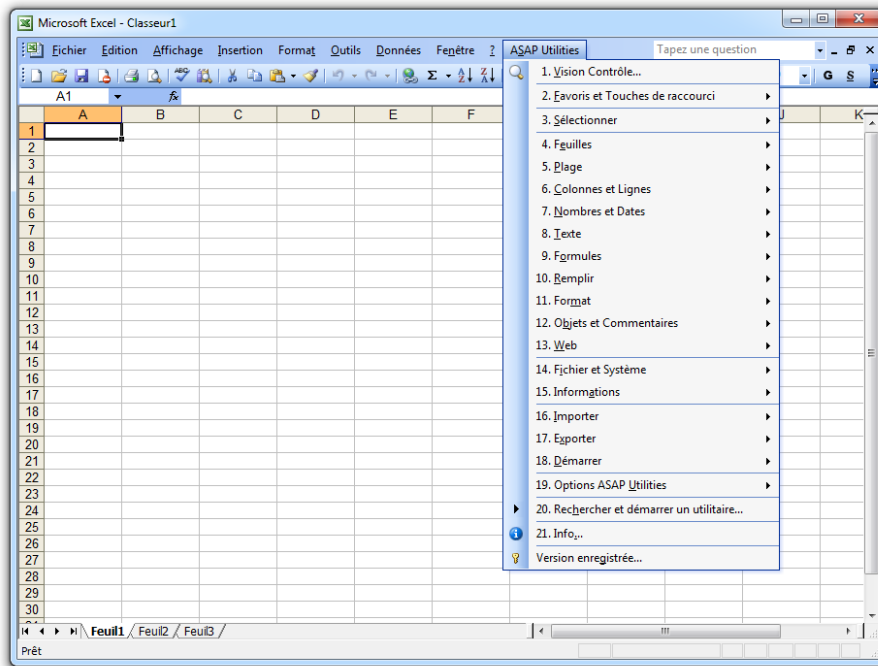 Microsoft Excel - Classeur1
Fichier Edition Affichage Insertion Format Outils Données Fenêtre ? ASAP Utilities Tapez une question
G S
A1 fx
A B C D E F J K
1
2
3
4
5
6
7
8
9
10
11
12
13
14
15
16
17
18
19
20
21
22
23
24
25
26
27
28
29
30
1. Vision Contrôle...
2. Favoris et Touches de raccourci
3. Sélectionner
4. Feuilles
5. Plage
6. Colonnes et Lignes
7. Nombres et Dates
8. Texte
9. Formules
10. Remplir
11. Format
12. Objets et Commentaires
13. Web
14. Fichier et Système
15. Informations
16. Importer
17. Exporter
18. Démarrer
19. Options ASAP Utilities
20. Rechercher et démarrer un utilitaire...
21. Info...
Version enregistrée...
Feuil1 Feuil2 Feuil3
Prêt